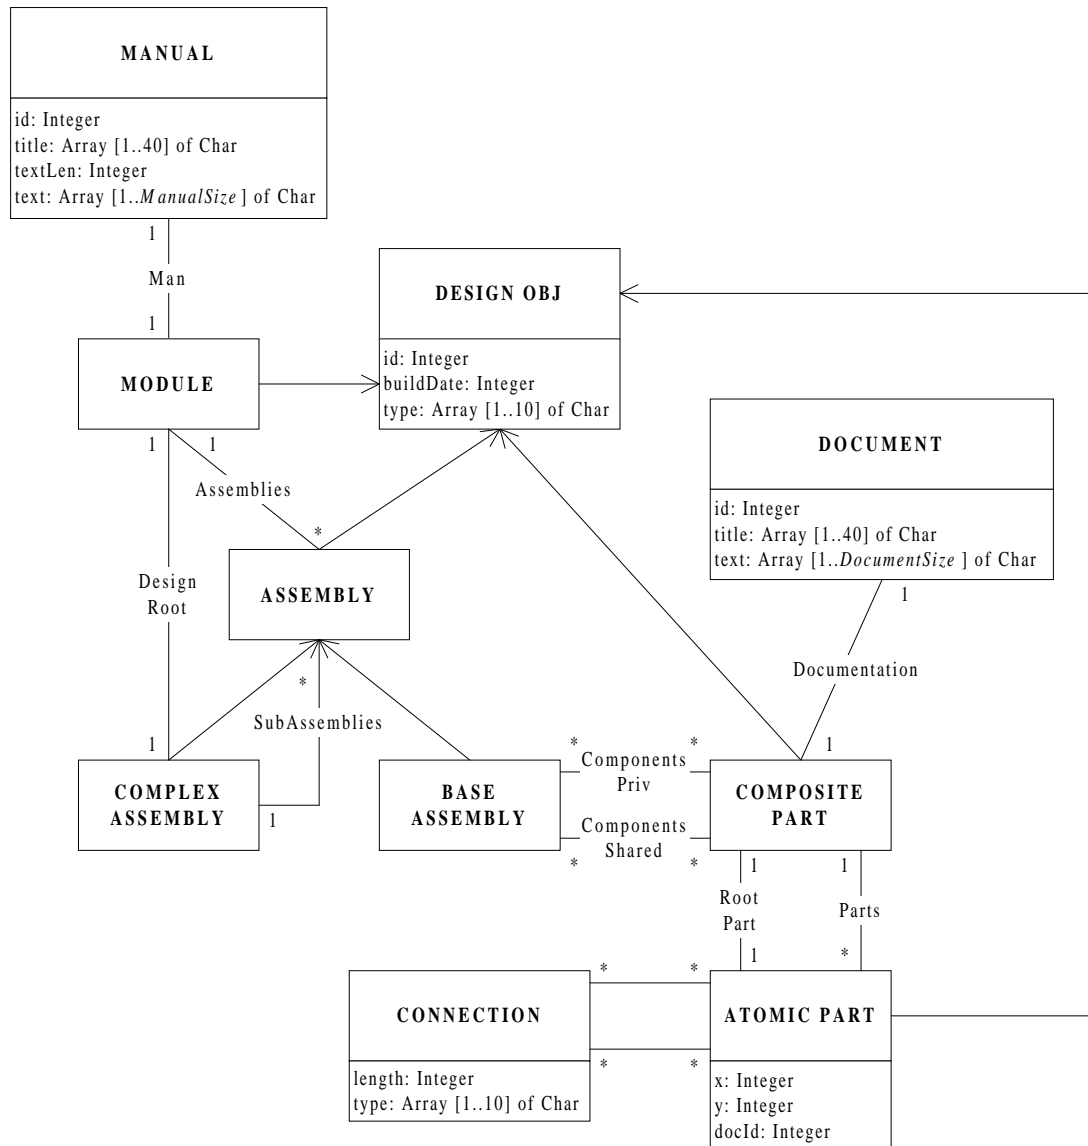 MANUAL
id: Integer
title: Array [1..40] of Char
textLen: Integer
text: Array [1..ManualSize ] of Char
1
Man
1
MODULE
1
1
DESIGN OBJ
id: Integer
buildDate: Integer
type: Array [1..10] of Char
DOCUMENT
id: Integer
title: Array [1..40] of Char
text: Array [1..DocumentSize ] of Char
1
Assemblies
*
Design
Root
ASSEMBLY
Documentation
*
SubAssemblies
1
1
COMPLEX
ASSEMBLY
1
BASE
ASSEMBLY
*
*
Components
Priv
Components
Shared
*
*
COMPOSITE
PART
1
1
Root
Part
Parts
1
*
CONNECTION
length: Integer
type: Array [1..10] of Char
*
*
*
*
ATOMIC PART
x: Integer
y: Integer
docId: Integer